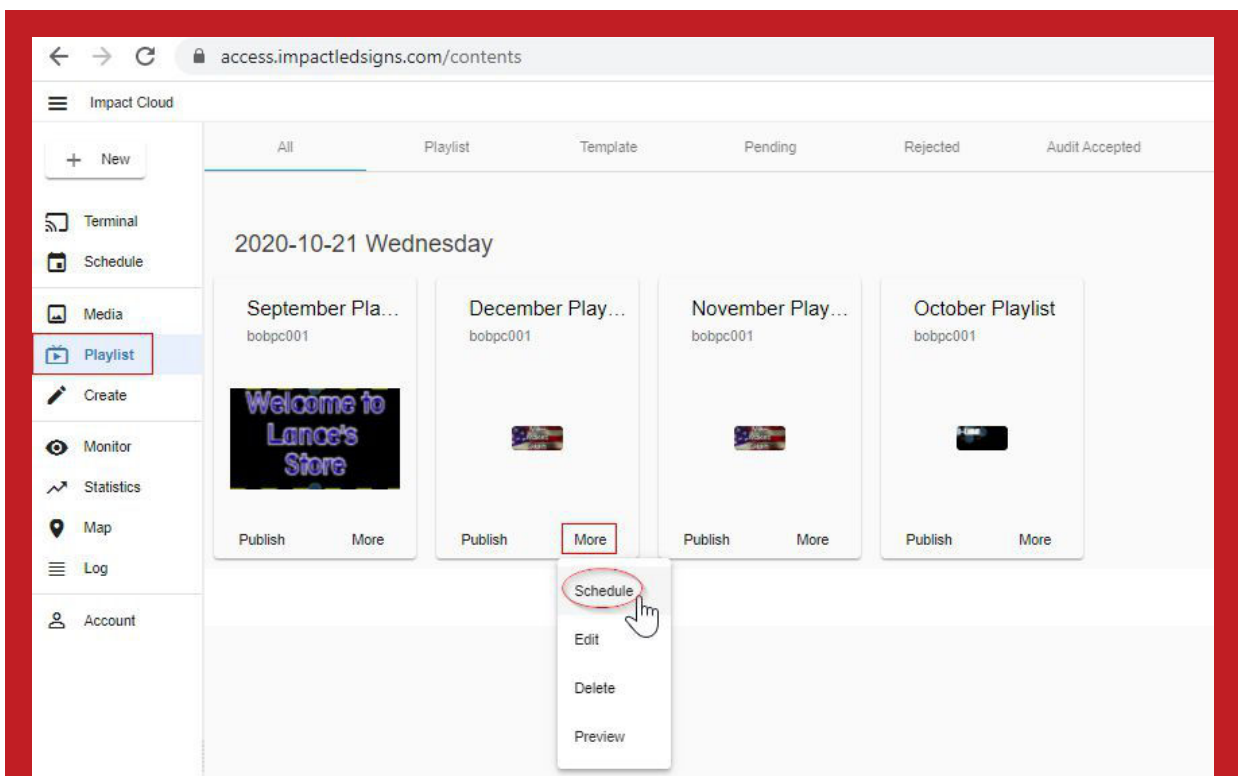 access.impactledsigns.com/contents
Impact Cloud
+ New
All Playlist Template Pending Rejected Audit Accepted
Terminal
Schedule
Media
Playlist
Create
Monitor
Statistics
Map
Log
Account
2020-10-21 Wednesday
September Pla...
bobpc001
Welcome to
Lance's
Store
Publish More
December Play...
bobpc001
Publish More
November Play...
bobpc001
Publish More
October Playlist
bobpc001
Publish More
Schedule
Edit
Delete
Preview